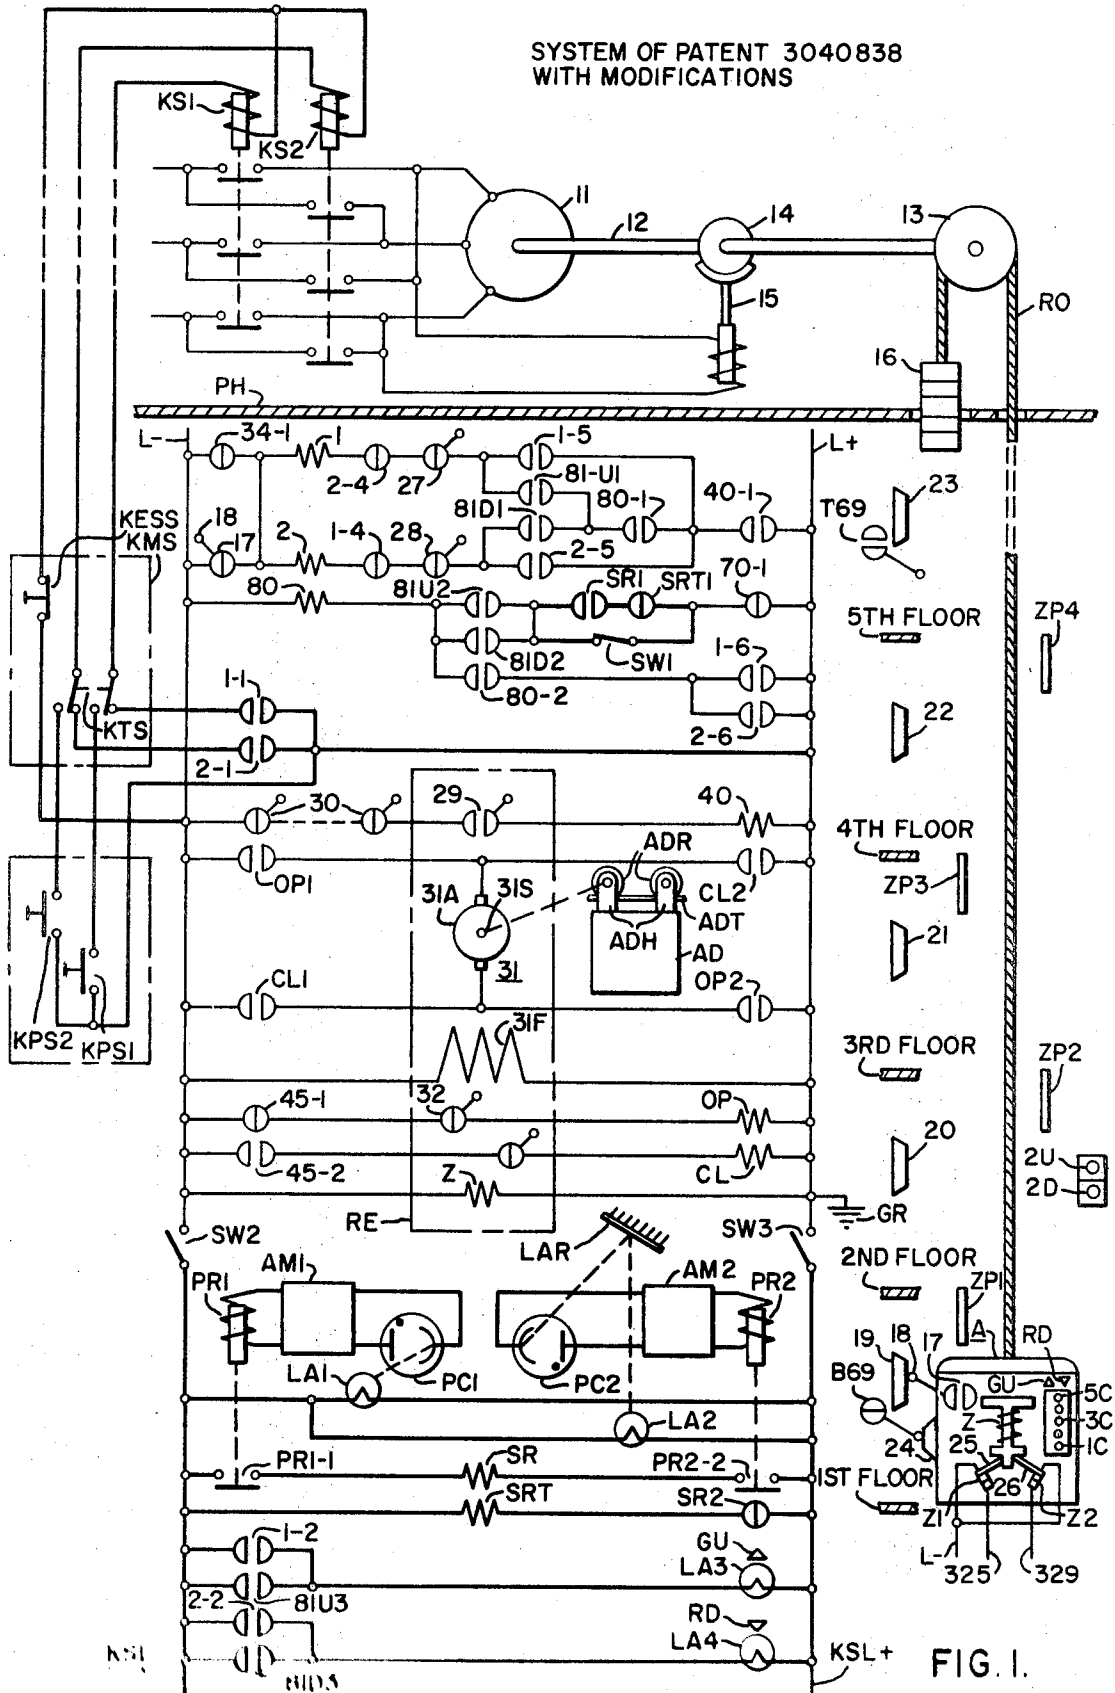 SYSTEM OF PATENT 3040838
WITH MODIFICATIONS
KS1
KS2
11
12
14
13
15
RO
16
PH
L-
34-1
1
2-4
27
1-5
81-U1
L+
81D1
80-1
40-1
T69
23
KESS
KMS
18
17
2
1-4
28
2-5
80
81U2
SR1
SRT1
70-1
5TH FLOOR
ZP4
81D2
SW1
1-6
1-1
80-2
KTS
2-6
22
2-1
30
29
40
4TH FLOOR
OP1
31A
31S
ADR
CL2
ZP3
ADT
ADH
AD
21
31
CL1
OP2
KPS2
KPS1
31F
3RD FLOOR
ZP2
45-1
32
OP
20
2U
45-2
CL
2D
Z
RE
GR
SW2
LAR
SW3
2ND FLOOR
AM1
AM2
PR1
PR2
ZP1
A
RD
19
18
17
LA1
PC1
PC2
B69
GU
5C
LA2
Z
3C
24
25
1C
PR1-1
SR
PR2-2
1ST FLOOR
26
SRT
SR2
Z1
Z2
1-2
GU
L-
LA3
325
329
2-2
81U3
RD
LA4
KSL+
FIG. 1.